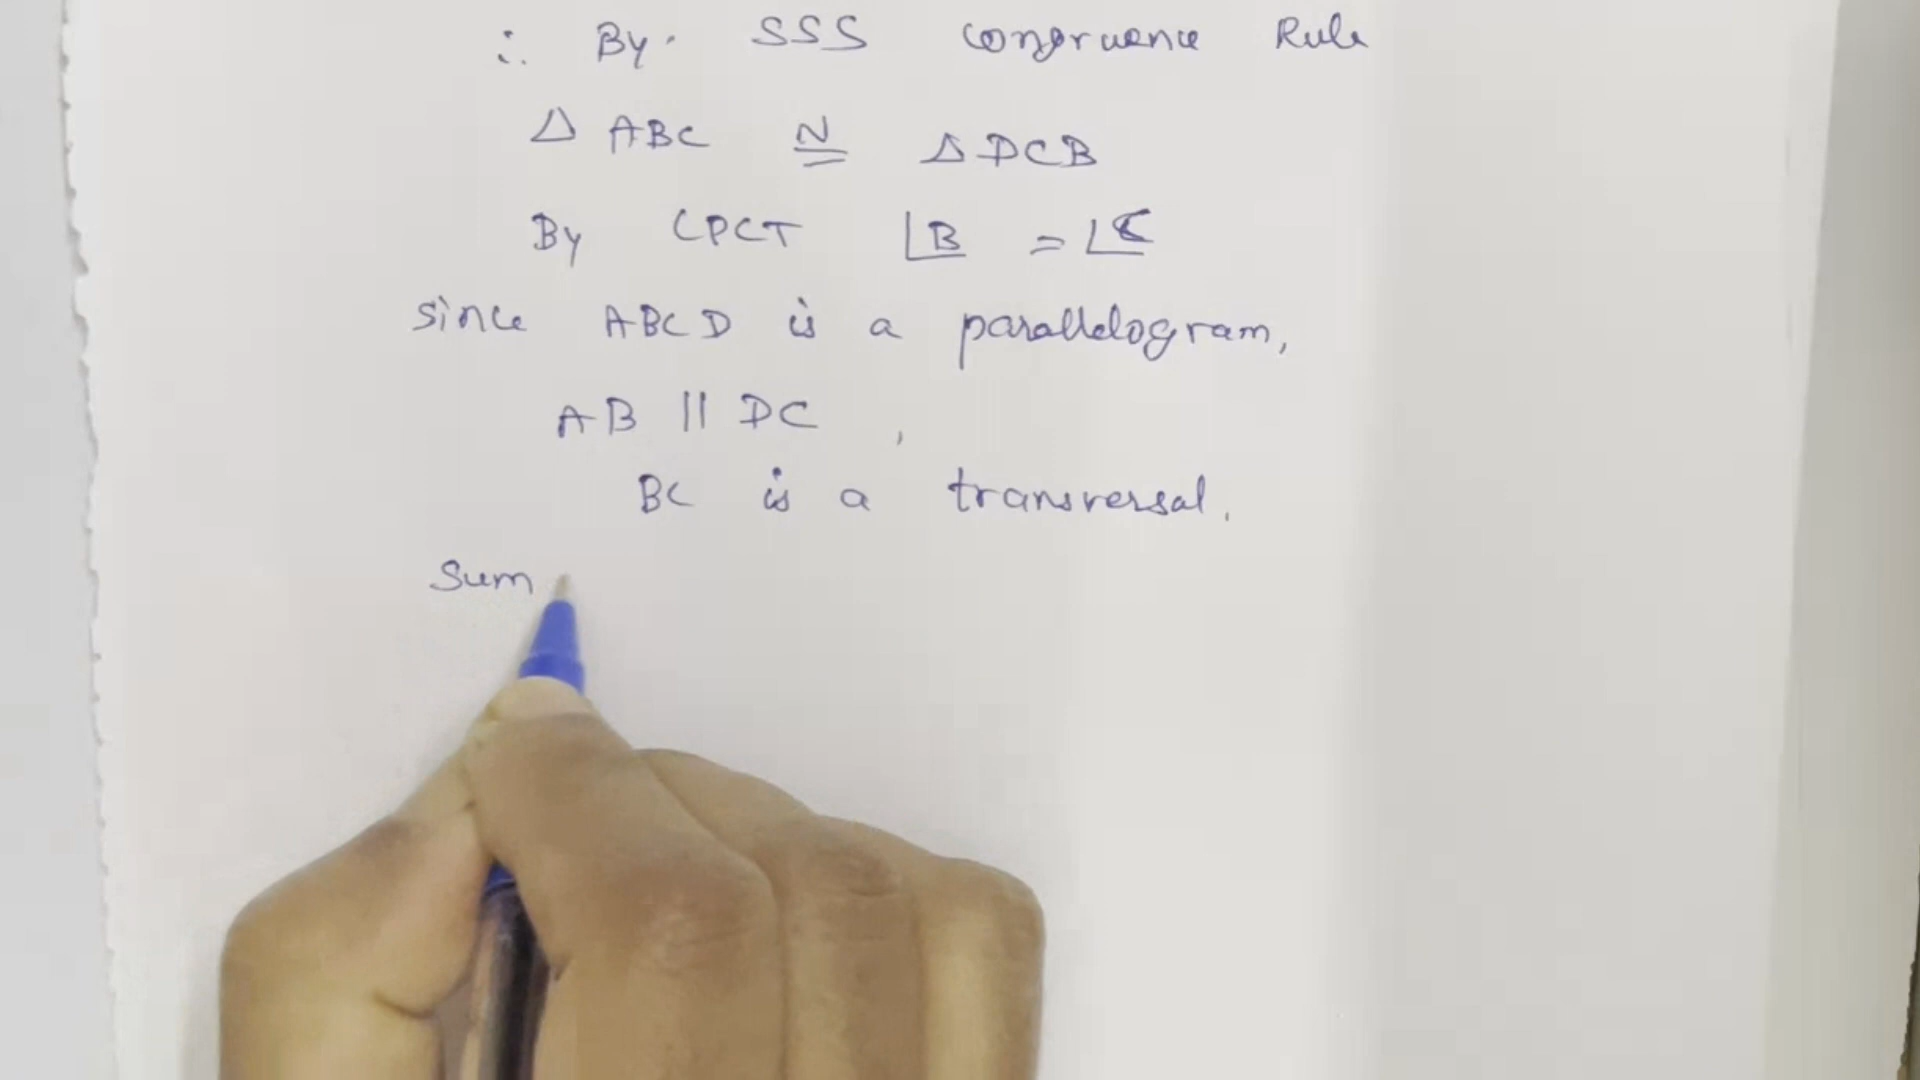 ∴ By. SSS congruence Rule
△ ABC ≅ △ DCB
By CPCT ∠B = ∠C
since ABCD is a parallelogram,
AB || DC ,
BC is a transversal.
Sum